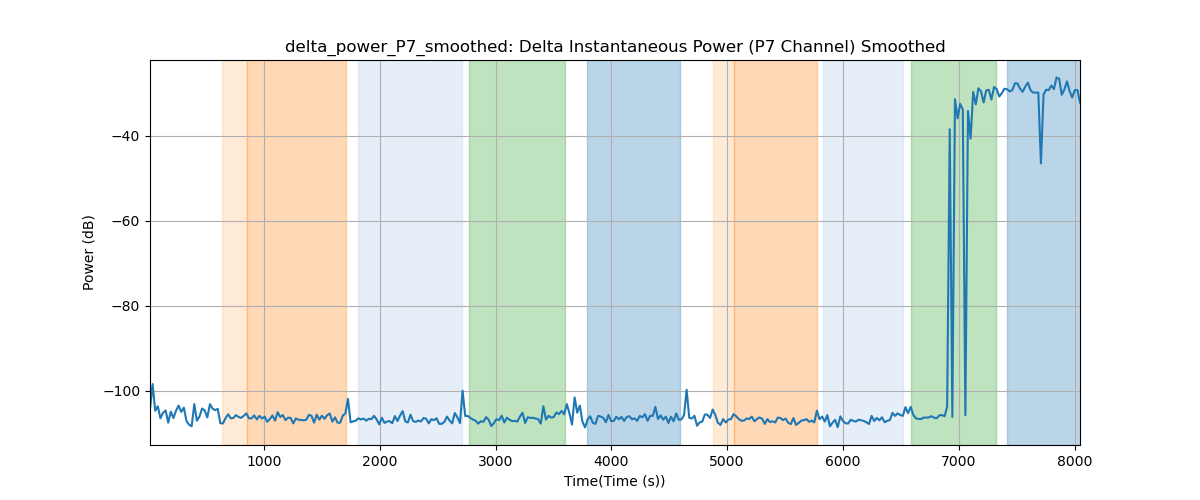 delta_power_P7_smoothed: Delta Instantaneous Power (P7 Channel) Smoothed
Power (dB)
−40
−60
−80
−100
1000 2000 3000 4000 5000 6000 7000 8000
Time(Time (s))